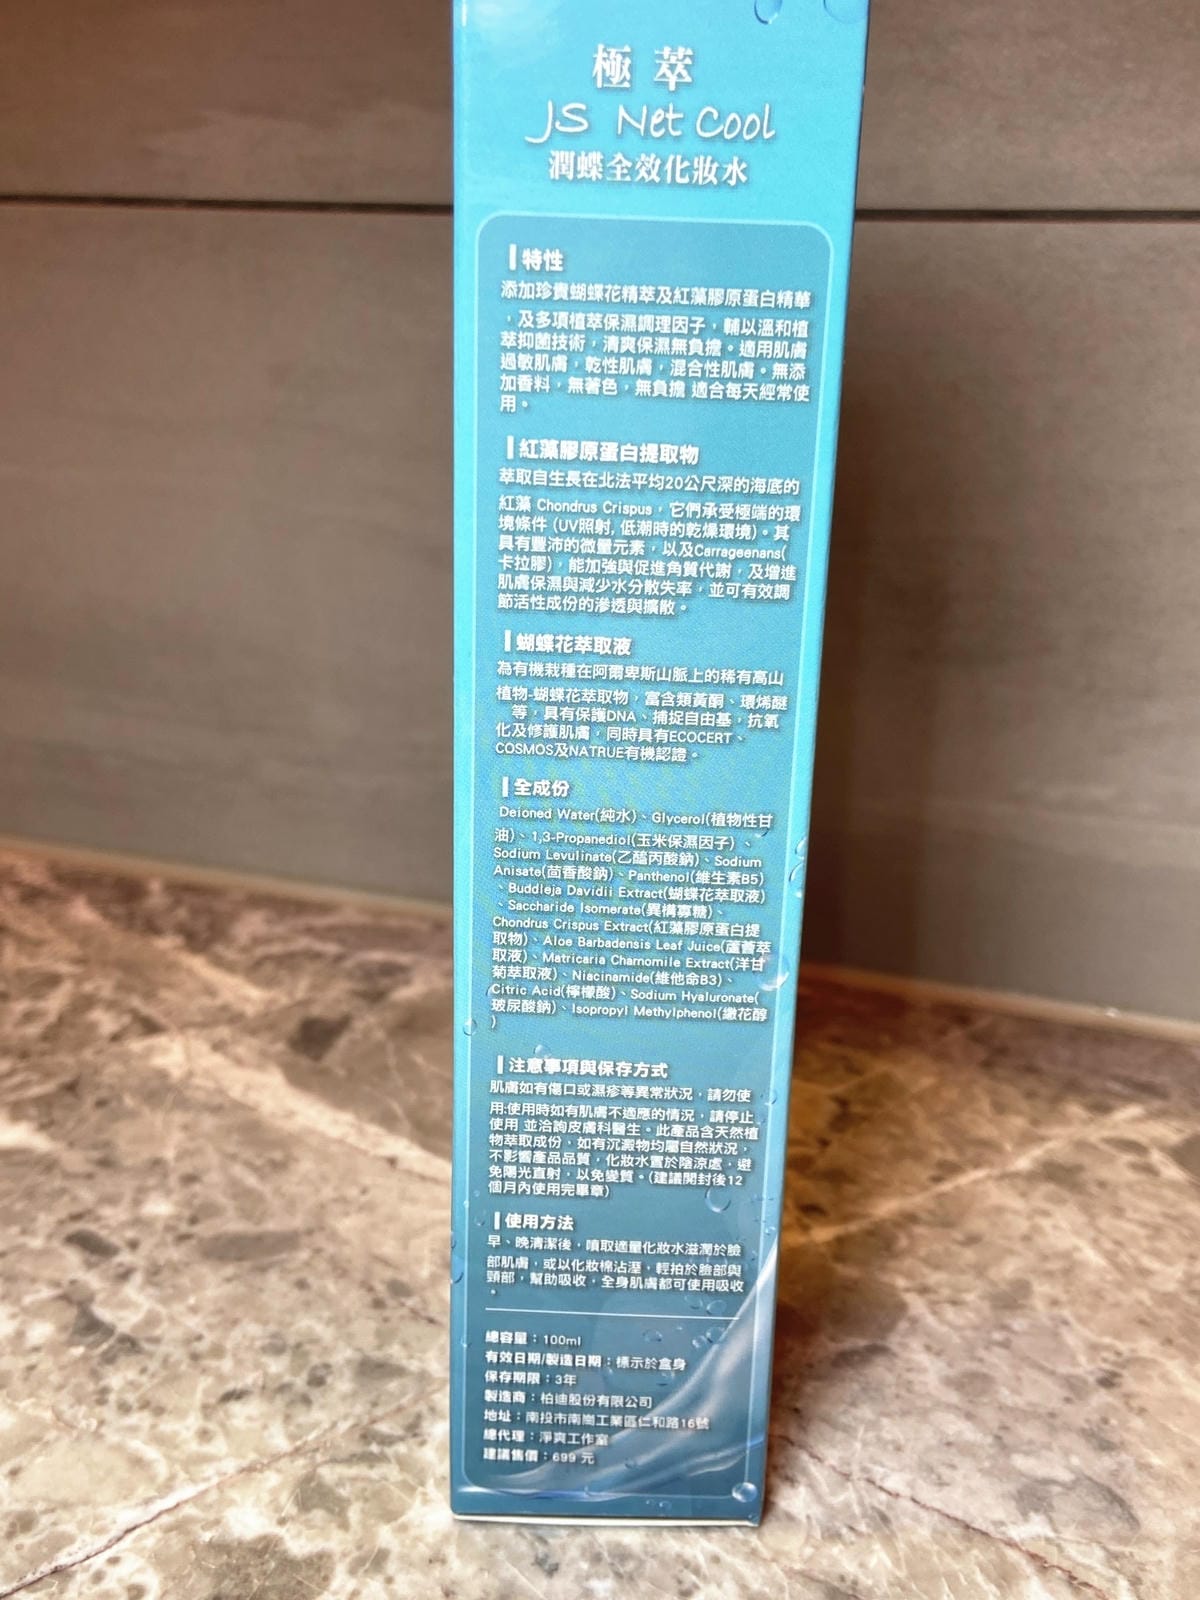 極萃
JS Net Cool
潤蝶全效化妝水
特性
添加珍貴蝴蝶花精萃及紅藻膠原蛋白精華
，及多項植萃保濕調理因子，輔以溫和植
萃抑菌技術，清爽保濕無負擔。適用肌膚
過敏肌膚，乾性肌膚，混合性肌膚。無添
加香料，無著色，無負擔 適合每天經常使
用。
紅藻膠原蛋白提取物
萃取自生長在北法平均20公尺深的海底的
紅藻 Chondrus Crispus，它們承受極端的環
境條件 (UV照射, 低潮時的乾燥環境)。其
具有豐沛的微量元素，以及Carrageenans(
卡拉膠)，能加強與促進角質代謝，及增進
肌膚保濕與減少水分散失率，並可有效調
節活性成份的滲透與擴散。
蝴蝶花萃取液
為有機栽種在阿爾卑斯山脈上的稀有高山
植物-蝴蝶花萃取物，富含類黃酮、環烯醚
等，具有保護DNA、捕捉自由基，抗氧
化及修護肌膚，同時具有ECOCERT、
COSMOS及NATRUE有機認證。
全成份
Deioned Water(純水)、Glycerol(植物性甘
油)、1,3-Propanediol(玉米保濕因子)、
Sodium Levulinate(乙醯丙酸鈉)、Sodium
Anisate(茴香酸鈉)、Panthenol(維生素B5)
、Buddleja Davidii Extract(蝴蝶花萃取液)
、Saccharide Isomerate(異構寡糖)、
Chondrus Crispus Extract(紅藻膠原蛋白提
取物)、Aloe Barbadensis Leaf Juice(蘆薈萃
取液)、Matricaria Chamomile Extract(洋甘
菊萃取液)、Niacinamide(維他命B3)、
Citric Acid(檸檬酸)、Sodium Hyaluronate(
玻尿酸鈉)、Isopropyl Methylphenol(繖花醇
)
注意事項與保存方式
肌膚如有傷口或濕疹等異常狀況，請勿使
用:使用時如有肌膚不適應的情況，請停止
使用 並洽詢皮膚科醫生。此產品含天然植
物萃取成份，如有沉澱物均屬自然狀況，
不影響產品品質，化妝水置於陰涼處，避
免陽光直射，以免變質。(建議開封後12
個月內使用完畢章)
使用方法
早、晚清潔後，噴取適量化妝水滋潤於臉
部肌膚，或以化妝棉沾溼，輕拍於臉部與
頸部，幫助吸收，全身肌膚都可使用吸收
。
總容量：100ml
有效日期/製造日期：標示於盒身
保存期限：3年
製造商：柏迪股份有限公司
地址：南投市南崗工業區仁和路16號
總代理：淨爽工作室
建議售價：699 元